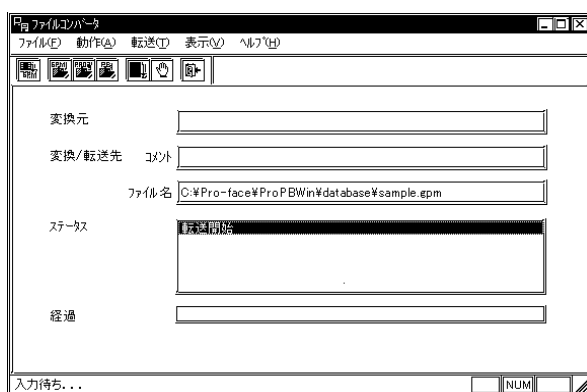 ファイルコンバータ
ファイル(F) 動作(A) 転送(T) 表示(V) ヘルプ(H)
変換元
変換/転送先 コメント
ファイル名 C:¥Pro-face¥ProPBWin¥database¥sample.gpm
ステータス 転送開始
経過
入力待ち... NUM